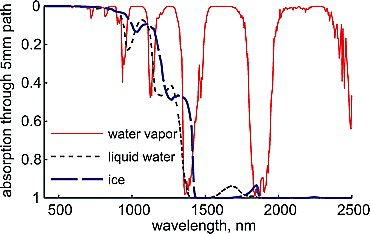 absorption through 5mm path
0
0.2
0.4
0.6
0.8
1
water vapor
liquid water
ice
500 1000 1500 2000 2500
wavelength, nm